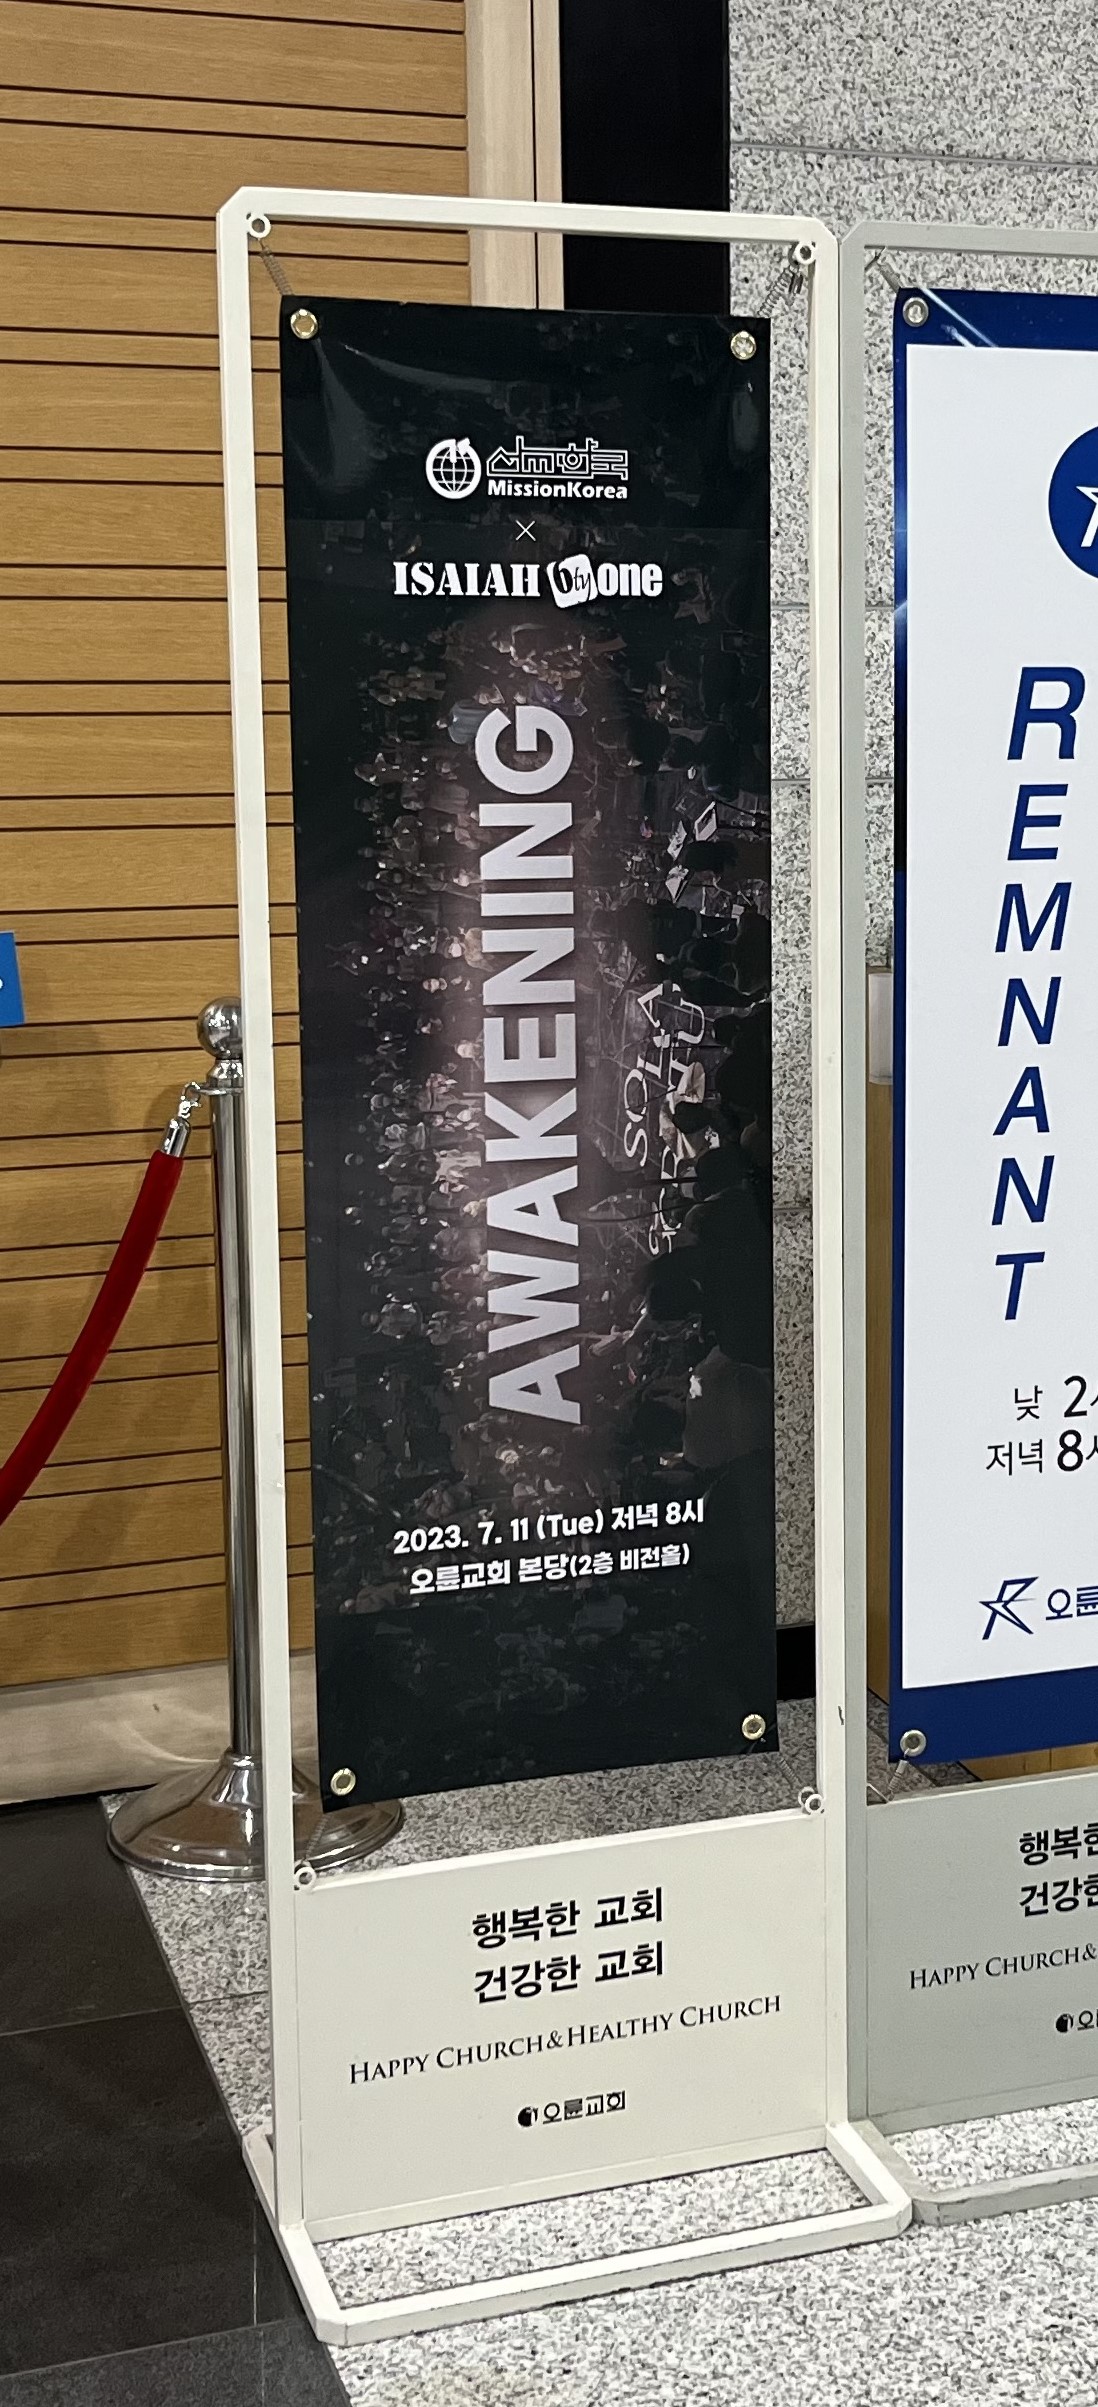 선교한국
MissionKorea
×
ISAIAH 6tyone
AWAKENING
SOLI A
2023. 7. 11 (Tue) 저녁 8시
오륜교회 본당(2층 비전홀)
행복한 교회
건강한 교회
HAPPY CHURCH & HEALTHY CHURCH
오륜교회
REMNANT
낮 2시
저녁 8시
오륜
행복한
건강한
HAPPY CHURCH &